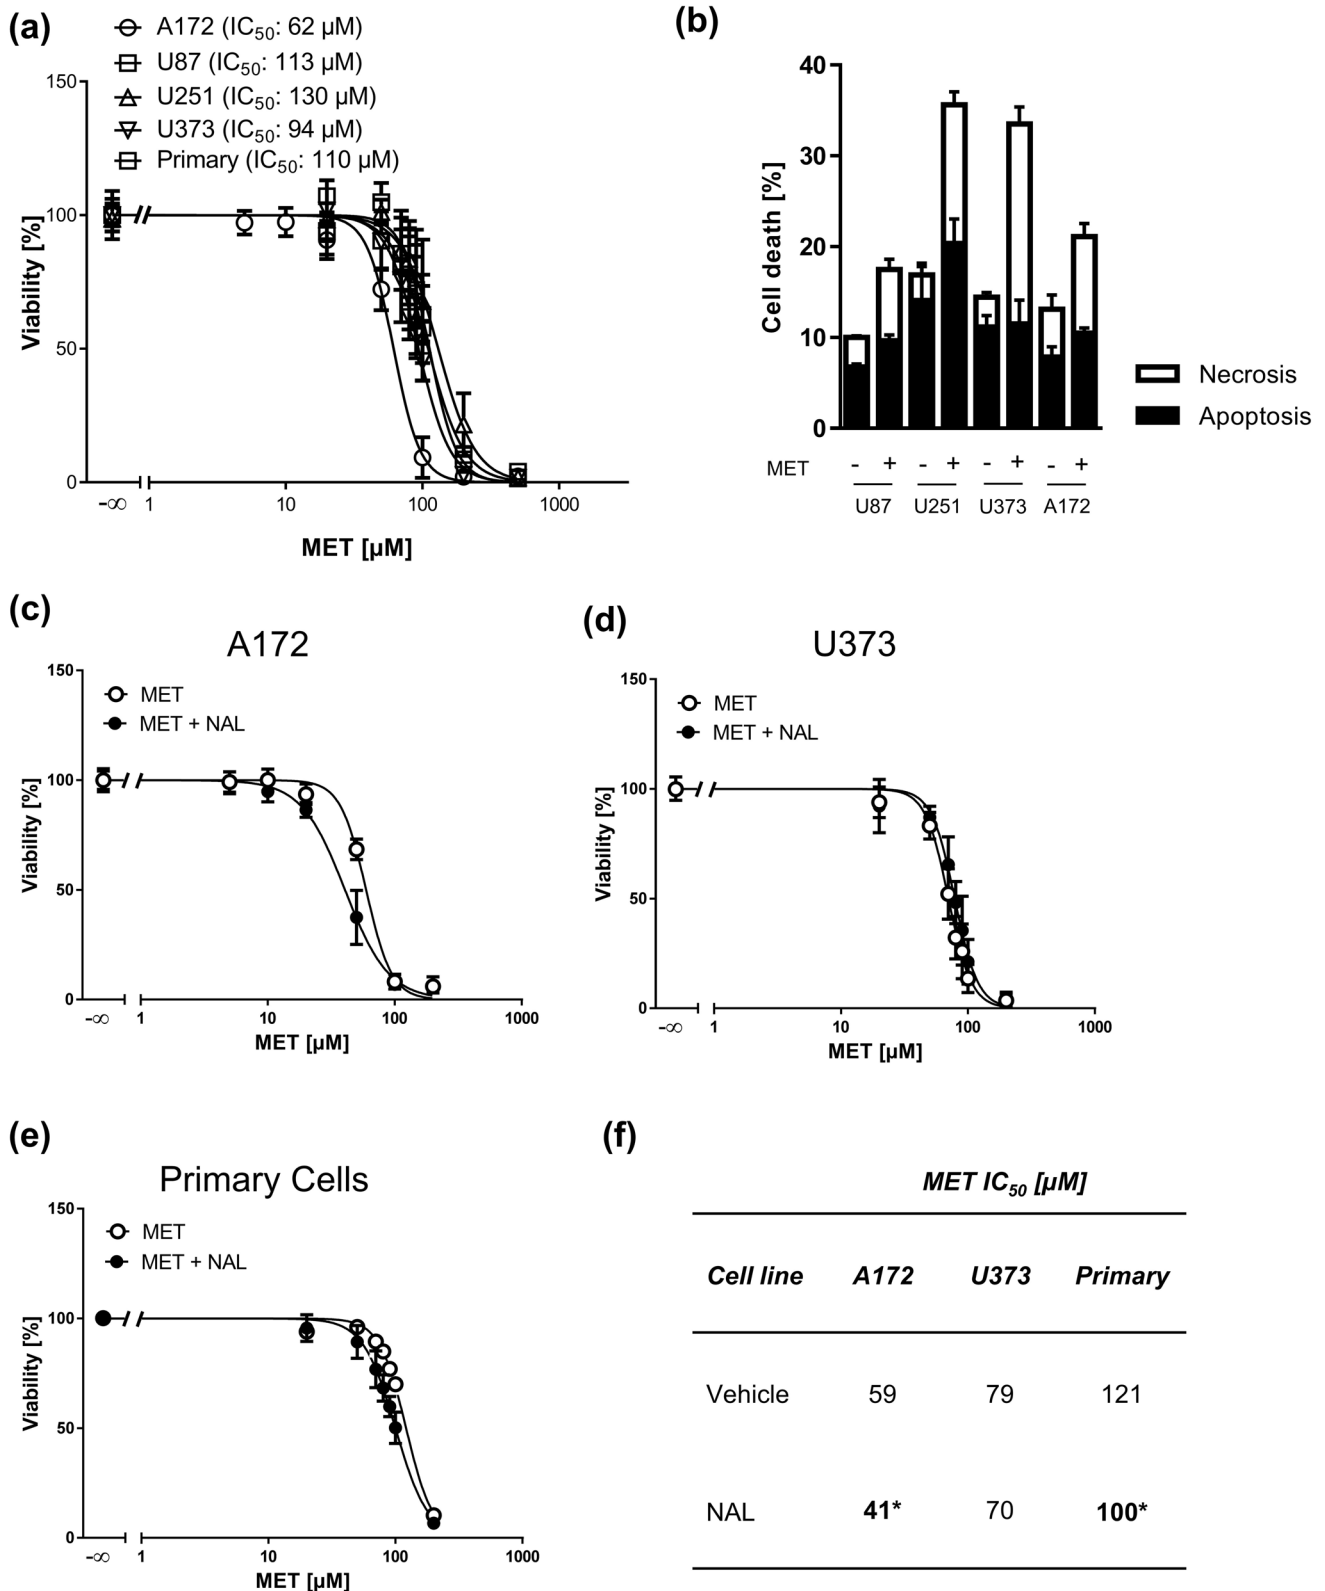 (a)
A172 (IC50: 62 µM)
U87 (IC50: 113 µM)
U251 (IC50: 130 µM)
U373 (IC50: 94 µM)
Primary (IC50: 110 µM)
Viability [%]
150
100
50
0
-∞ 1 10 100 1000
MET [µM]
(b)
Cell death [%]
40
30
20
10
0
MET - + - + - + - +
U87 U251 U373 A172
Necrosis
Apoptosis
(c)
A172
MET
MET + NAL
Viability [%]
150
100
50
0
-∞ 1 10 100 1000
MET [µM]
(d)
U373
MET
MET + NAL
Viability [%]
150
100
50
0
-∞ 1 10 100 1000
MET [µM]
(e)
Primary Cells
MET
MET + NAL
Viability [%]
150
100
50
0
-∞ 1 10 100 1000
MET [µM]
(f)
MET IC50 [µM]
Cell line A172 U373 Primary
Vehicle 59 79 121
NAL 41* 70 100*